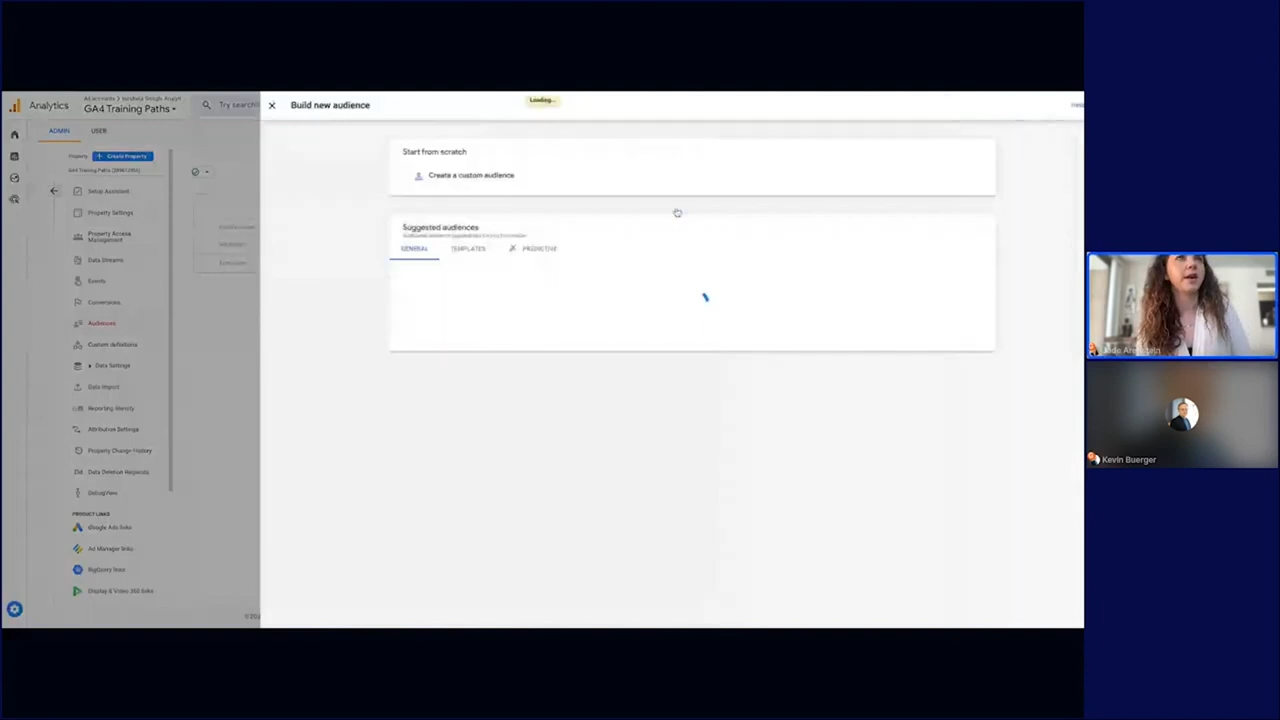 Analytics
GA4 Training Paths
Try searchi
Build new audience
Loading...
ADMIN
USER
Property
+ Create Property
Setup Assistant
Property Settings
Property Access
Management
Data Streams
Events
Conversions
Audiences
Custom definitions
Data Settings
Data Import
Reporting Identity
Attribution Settings
Property Change History
Data Deletion Requests
DebugView
PRODUCT LINKS
Google Ads links
Ad Manager links
BigQuery links
Display & Video 360 links
Start from scratch
Create a custom audience
Suggested audiences
GENERAL
TEMPLATES
PREDICTIVE
Kevin Buerger